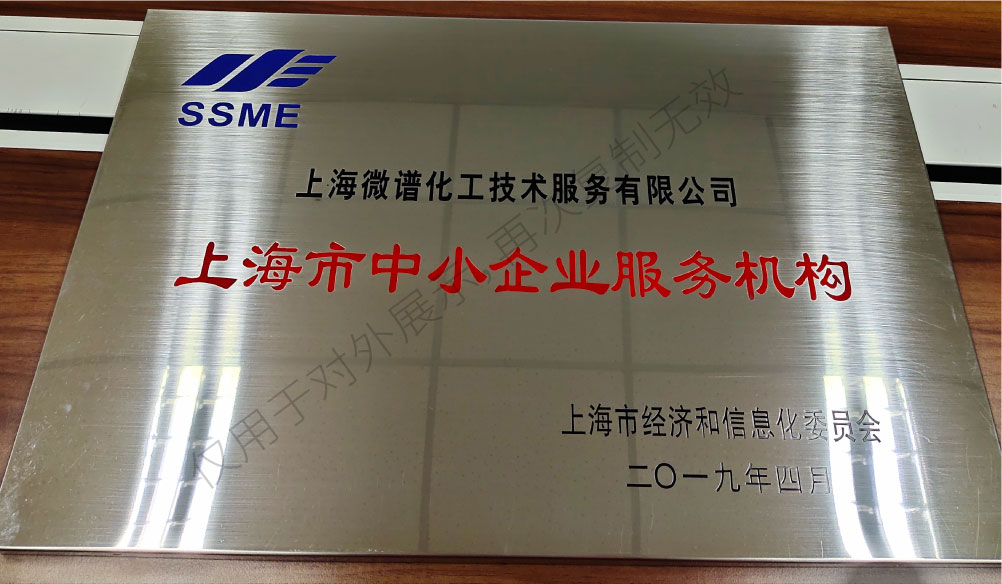 SSME
上海微谱化工技术服务有限公司
上海市中小企业服务机构
上海市经济和信息化委员会
二〇一九年四月
仅用于对外展示，再次复制无效